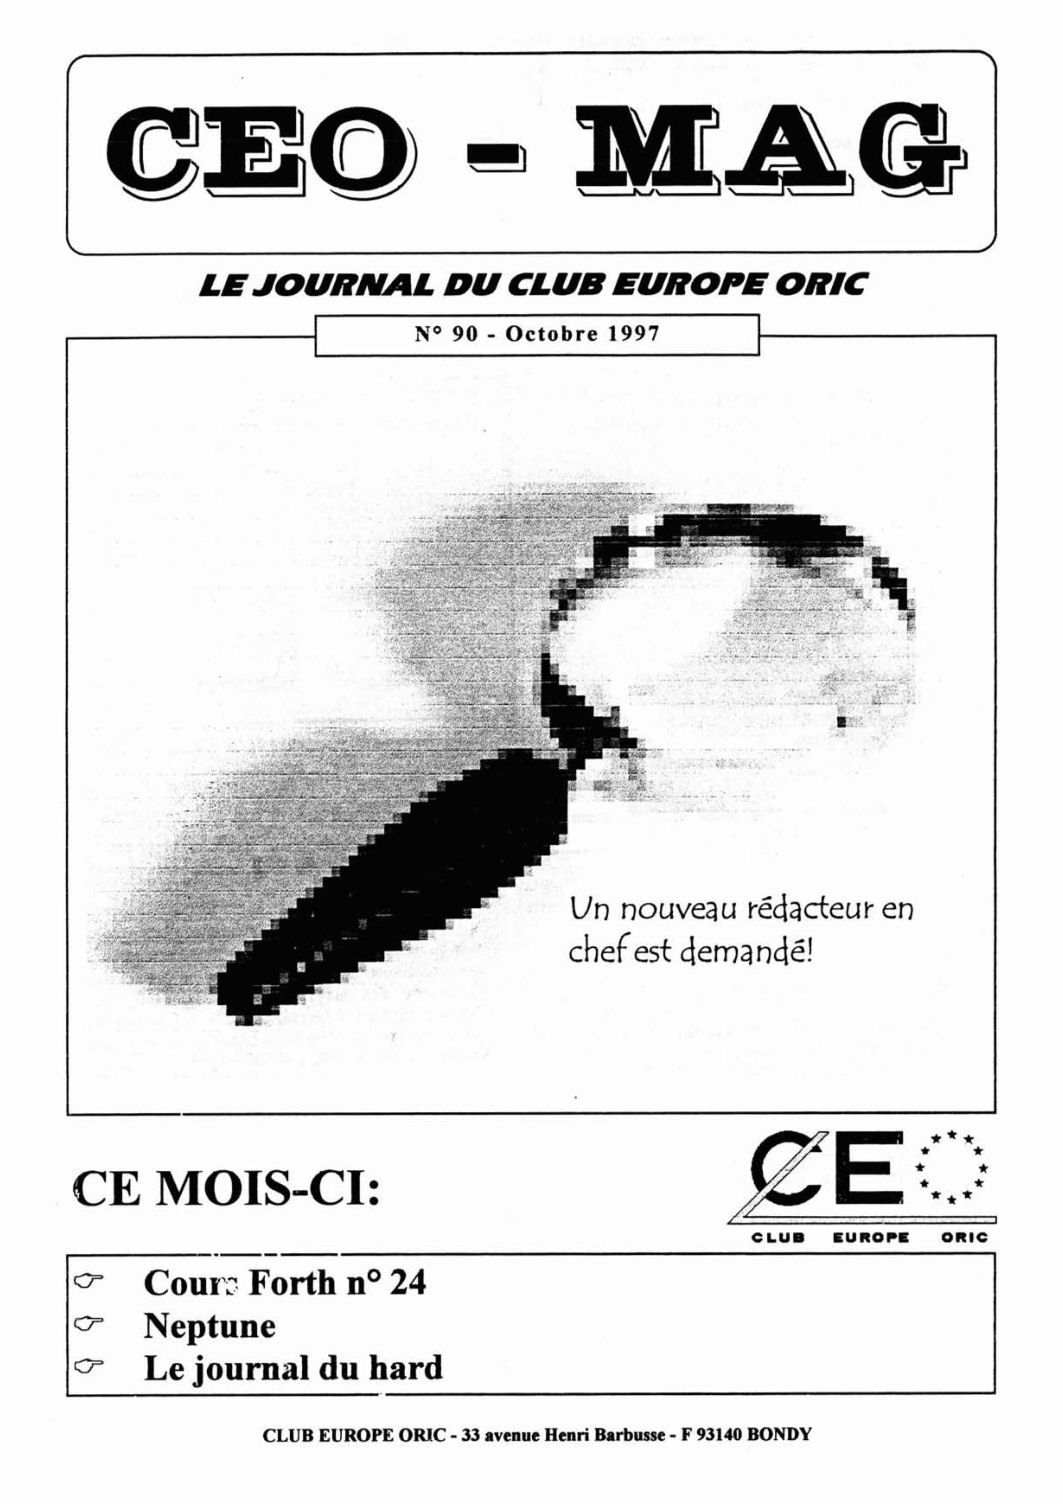 CEO - MAG
LE JOURNAL DU CLUB EUROPE ORIC
N° 90 - Octobre 1997
Un nouveau rédacteur en
chef est demandé!
CE MOIS-CI:
CEO
CLUB EUROPE ORIC
☞ Cours Forth n° 24
☞ Neptune
☞ Le journal du hard
CLUB EUROPE ORIC - 33 avenue Henri Barbusse - F 93140 BONDY